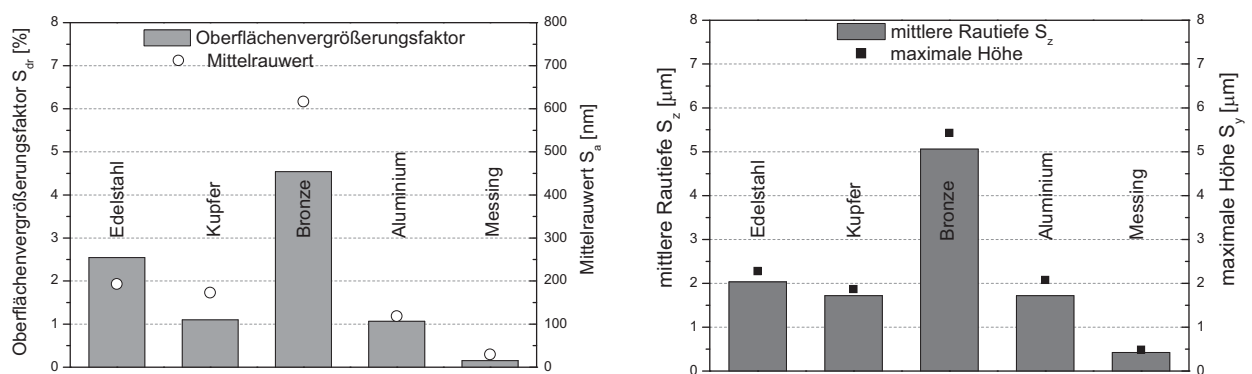 Oberflächenvergrößerungsfaktor S_dr [%]
8
7
6
5
4
3
2
1
0
Oberflächenvergrößerungsfaktor
Mittelrauwert
Edelstahl
Kupfer
Bronze
Aluminium
Messing
800
700
600
500
400
300
200
100
0
Mittelrauwert S_a [nm]
mittlere Rautiefe S_z [µm]
8
7
6
5
4
3
2
1
0
mittlere Rautiefe S_z
maximale Höhe
Edelstahl
Kupfer
Bronze
Aluminium
Messing
8
7
6
5
4
3
2
1
0
maximale Höhe S_y [µm]